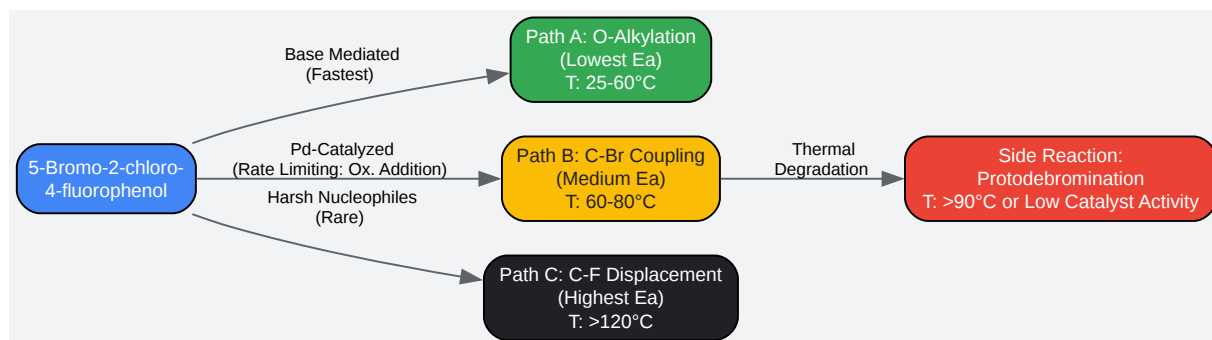 5-Bromo-2-chloro-
4-fluorophenol
Base Mediated
(Fastest)
Path A: O-Alkylation
(Lowest Ea)
T: 25-60°C
Pd-Catalyzed
(Rate Limiting: Ox. Addition)
Path B: C-Br Coupling
(Medium Ea)
T: 60-80°C
Thermal
Degradation
Side Reaction:
Protodebromination
T: >90°C or Low Catalyst Activity
Harsh Nucleophiles
(Rare)
Path C: C-F Displacement
(Highest Ea)
T: >120°C